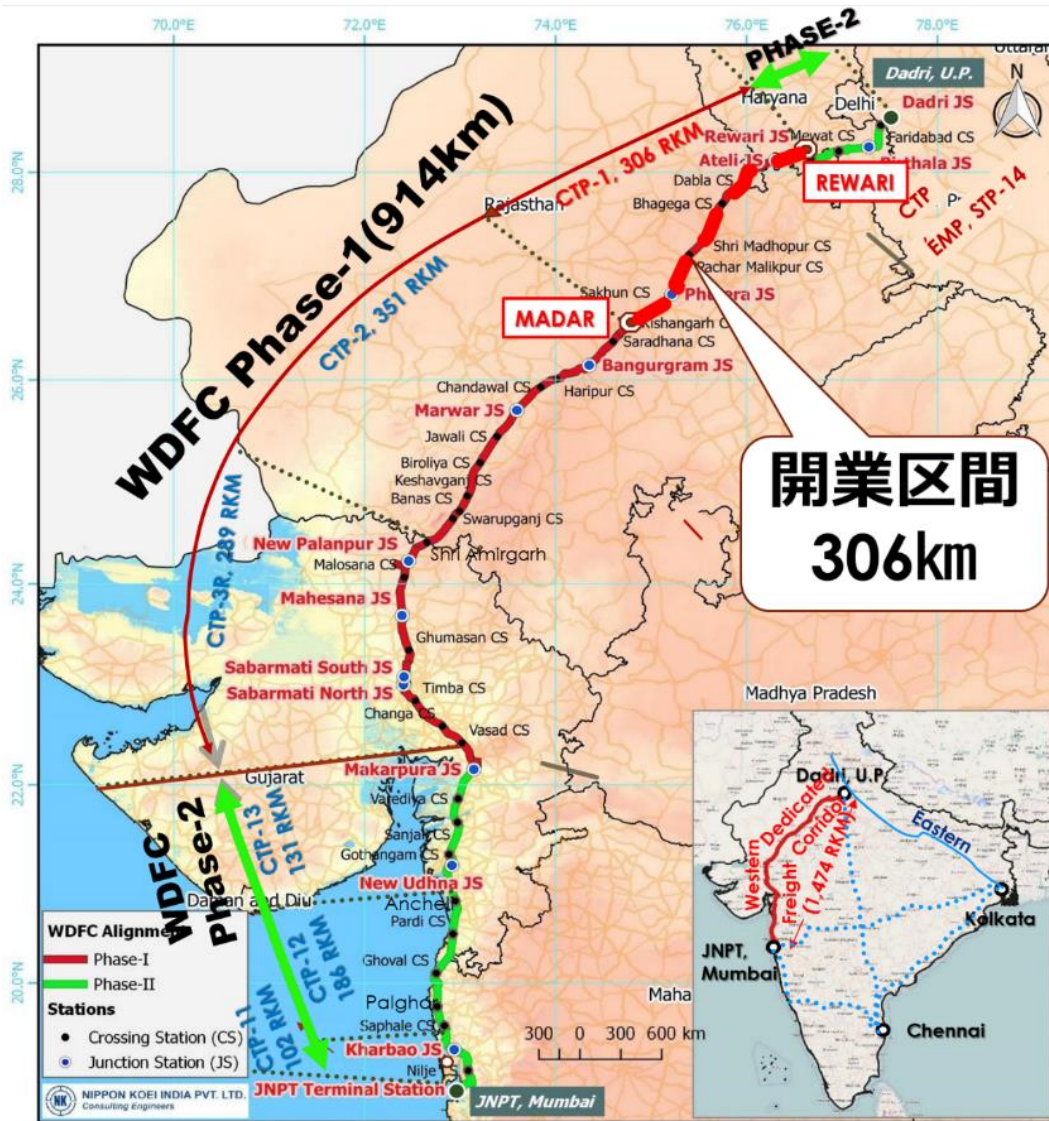 70.0°E
72.0°E
74.0°E
76.0°E
78.0°E
PHASE-2
N
Haryana
Delhi
Dadri, U.P.
Dadri JS
Rewari JS
Mewat CS
Faridabad CS
Ateli JS
REWARI
Dabla CS
CTP
EMP, STP-14
Bhagega CS
28.0°N
CTP-1, 306 RKM
Rajasthan
WDFC Phase-1(914km)
CTP-2, 351 RKM
Shri Madhopur CS
Pachar Malikpur CS
Sakhun CS
MADAR
Kishangarh CS
Saradhana CS
Bangurgram JS
26.0°N
Chandawal CS
Haripur CS
Marwar JS
Jawali CS
Biroliya CS
Keshavganj CS
Banas CS
Swarupganj CS
開業区間
306㎞
CTP-3R, 289 RKM
New Palanpur JS
Shri Amirgarh
Malosana CS
24.0°N
Mahesana JS
Ghumasan CS
Sabarmati South JS
Sabarmati North JS
Timba CS
Changa CS
Vasad CS
Madhya Pradesh
Gujarat
Makarpura JS
22.0°N
WDFC
Phase-2
CTP-13
131 RKM
Varediya CS
Sanjali CS
Gothangam CS
New Udhna JS
Daman and Diu
Pardi CS
CTP-12
186 RKM
Ghoval CS
20.0°N
CTP-11
102 RKM
Saphale CS
Kharbao JS
Nilje
JNPT Terminal Station
JNPT, Mumbai
300 0 300 600 km
WDFC Alignment
Phase-I
Phase-II
Stations
Crossing Station (CS)
Junction Station (JS)
NK
NIPPON KOEI INDIA PVT. LTD.
Consulting Engineers
Dadri, U.P.
Western Dedicated
Freight Corridor
(1,474 RKM)
Eastern
Kolkata
JNPT,
Mumbai
Chennai